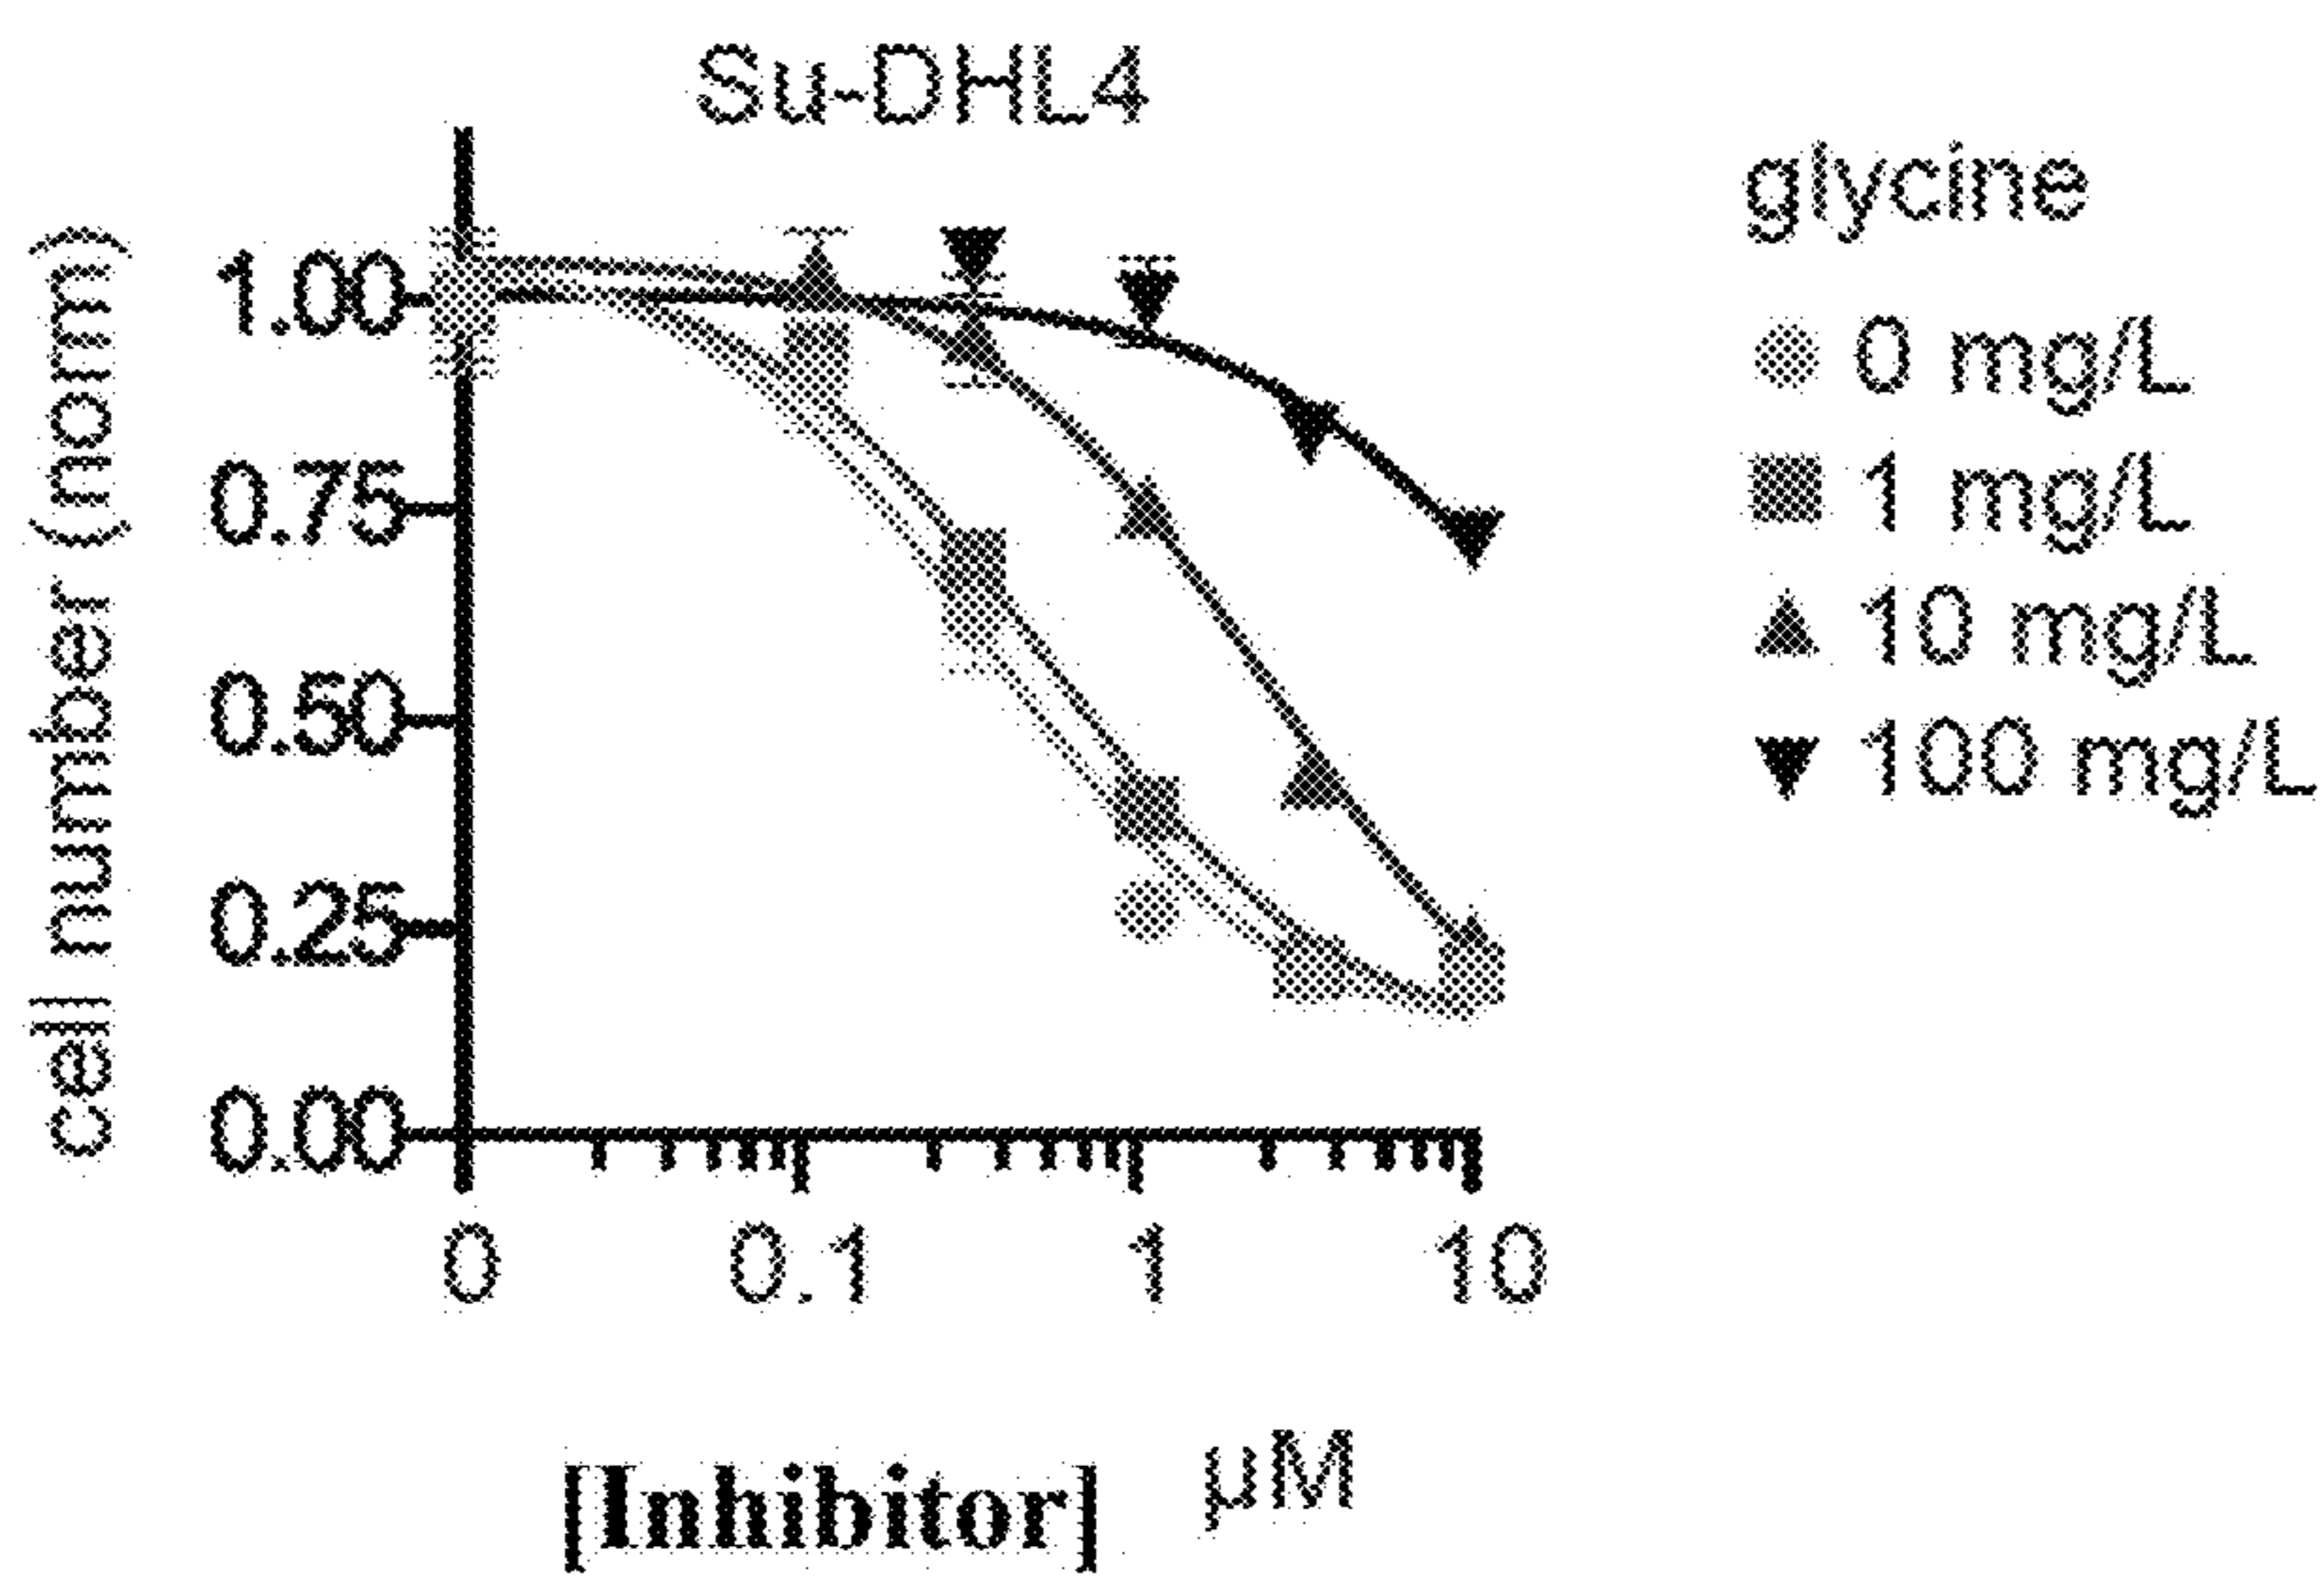 Su-DHL4
cell number (norm)
1.00
0.75
0.50
0.25
0.00
0 0.1 1 10
[Inhibitor] µM
glycine
0 mg/L
1 mg/L
10 mg/L
100 mg/L